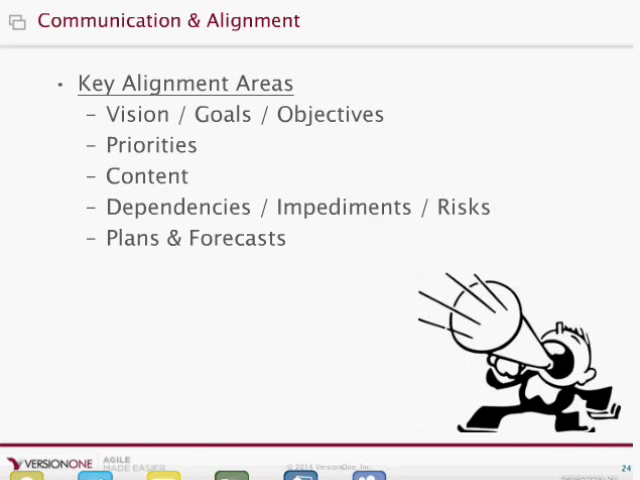 Communication & Alignment
• Key Alignment Areas
– Vision / Goals / Objectives
– Priorities
– Content
– Dependencies / Impediments / Risks
– Plans & Forecasts
VERSIONONE
AGILE
MADE EASIER
© 2014 VersionOne, Inc.
24